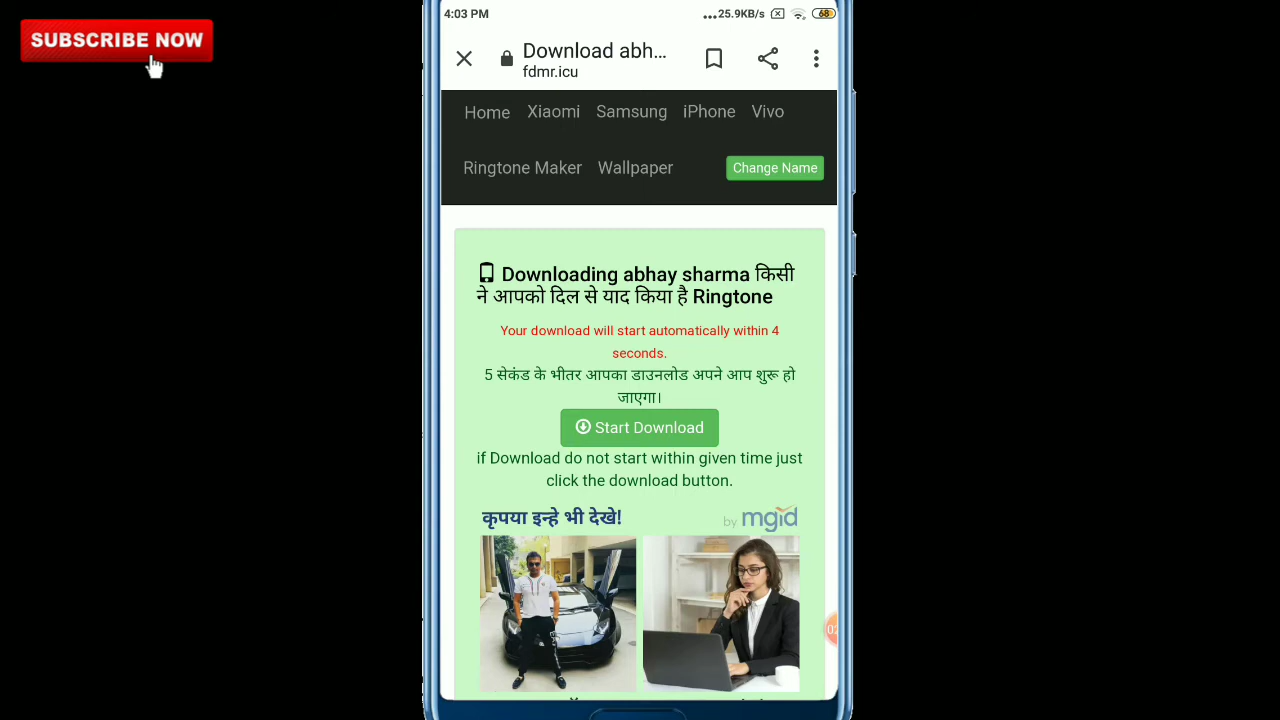 SUBSCRIBE NOW
4:03 PM
...25.9KB/s
68
Download abh...
fdmr.icu
Home Xiaomi Samsung iPhone Vivo
Ringtone Maker Wallpaper Change Name
Downloading abhay sharma किसी
ने आपको दिल से याद किया है Ringtone
Your download will start automatically within 4
seconds.
5 सेकंड के भीतर आपका डाउनलोड अपने आप शुरू हो
जाएगा।
Start Download
if Download do not start within given time just
click the download button.
कृपया इन्हे भी देखे!
by mgid